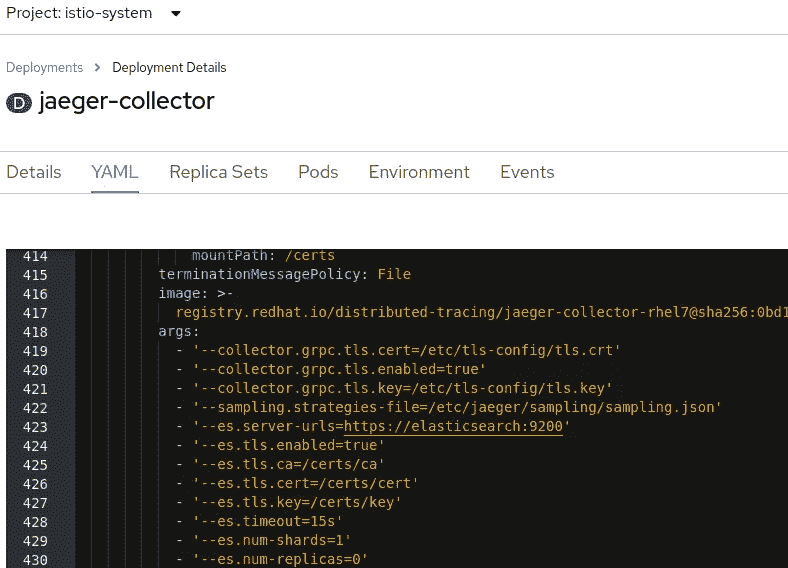 Project: istio-system
Deployments > Deployment Details
D jaeger-collector
Details YAML Replica Sets Pods Environment Events
414 mountPath: /certs
415 terminationMessagePolicy: File
416 image: >-
417 registry.redhat.io/distributed-tracing/jaeger-collector-rhel7@sha256:0bd1
418 args:
419 - '--collector.grpc.tls.cert=/etc/tls-config/tls.crt'
420 - '--collector.grpc.tls.enabled=true'
421 - '--collector.grpc.tls.key=/etc/tls-config/tls.key'
422 - '--sampling.strategies-file=/etc/jaeger/sampling/sampling.json'
423 - '--es.server-urls=https://elasticsearch:9200'
424 - '--es.tls.enabled=true'
425 - '--es.tls.ca=/certs/ca'
426 - '--es.tls.cert=/certs/cert'
427 - '--es.tls.key=/certs/key'
428 - '--es.timeout=15s'
429 - '--es.num-shards=1'
430 - '--es.num-replicas=0'